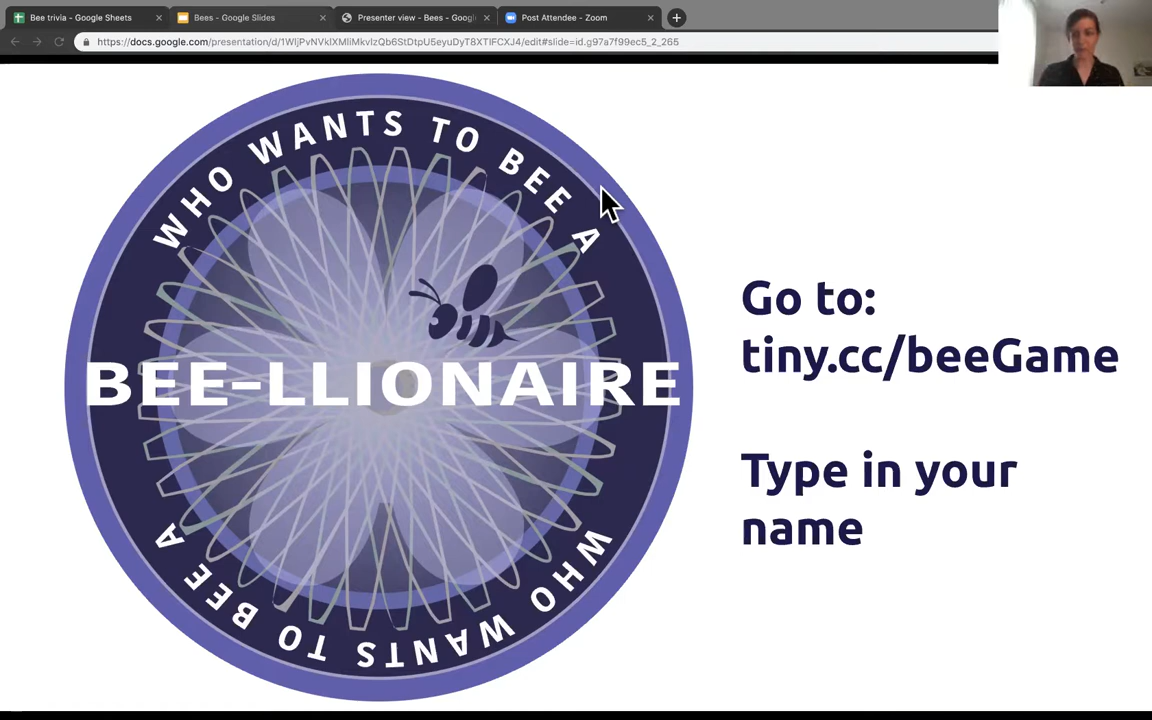 Bee trivia - Google Sheets
Bees - Google Slides
Presenter view - Bees - Goog
Post Attendee - Zoom
https://docs.google.com/presentation/d/1WIjPvNVkIXMliMkvIzQb6StDtpU5eyuDyT8XTIFCXJ4/edit#slide=id.g97a7f99ec5_2_265
WHO WANTS TO BEE A
BEE-LLIONAIRE
WHO WANTS TO BEE A
Go to:
tiny.cc/beeGame
Type in your
name